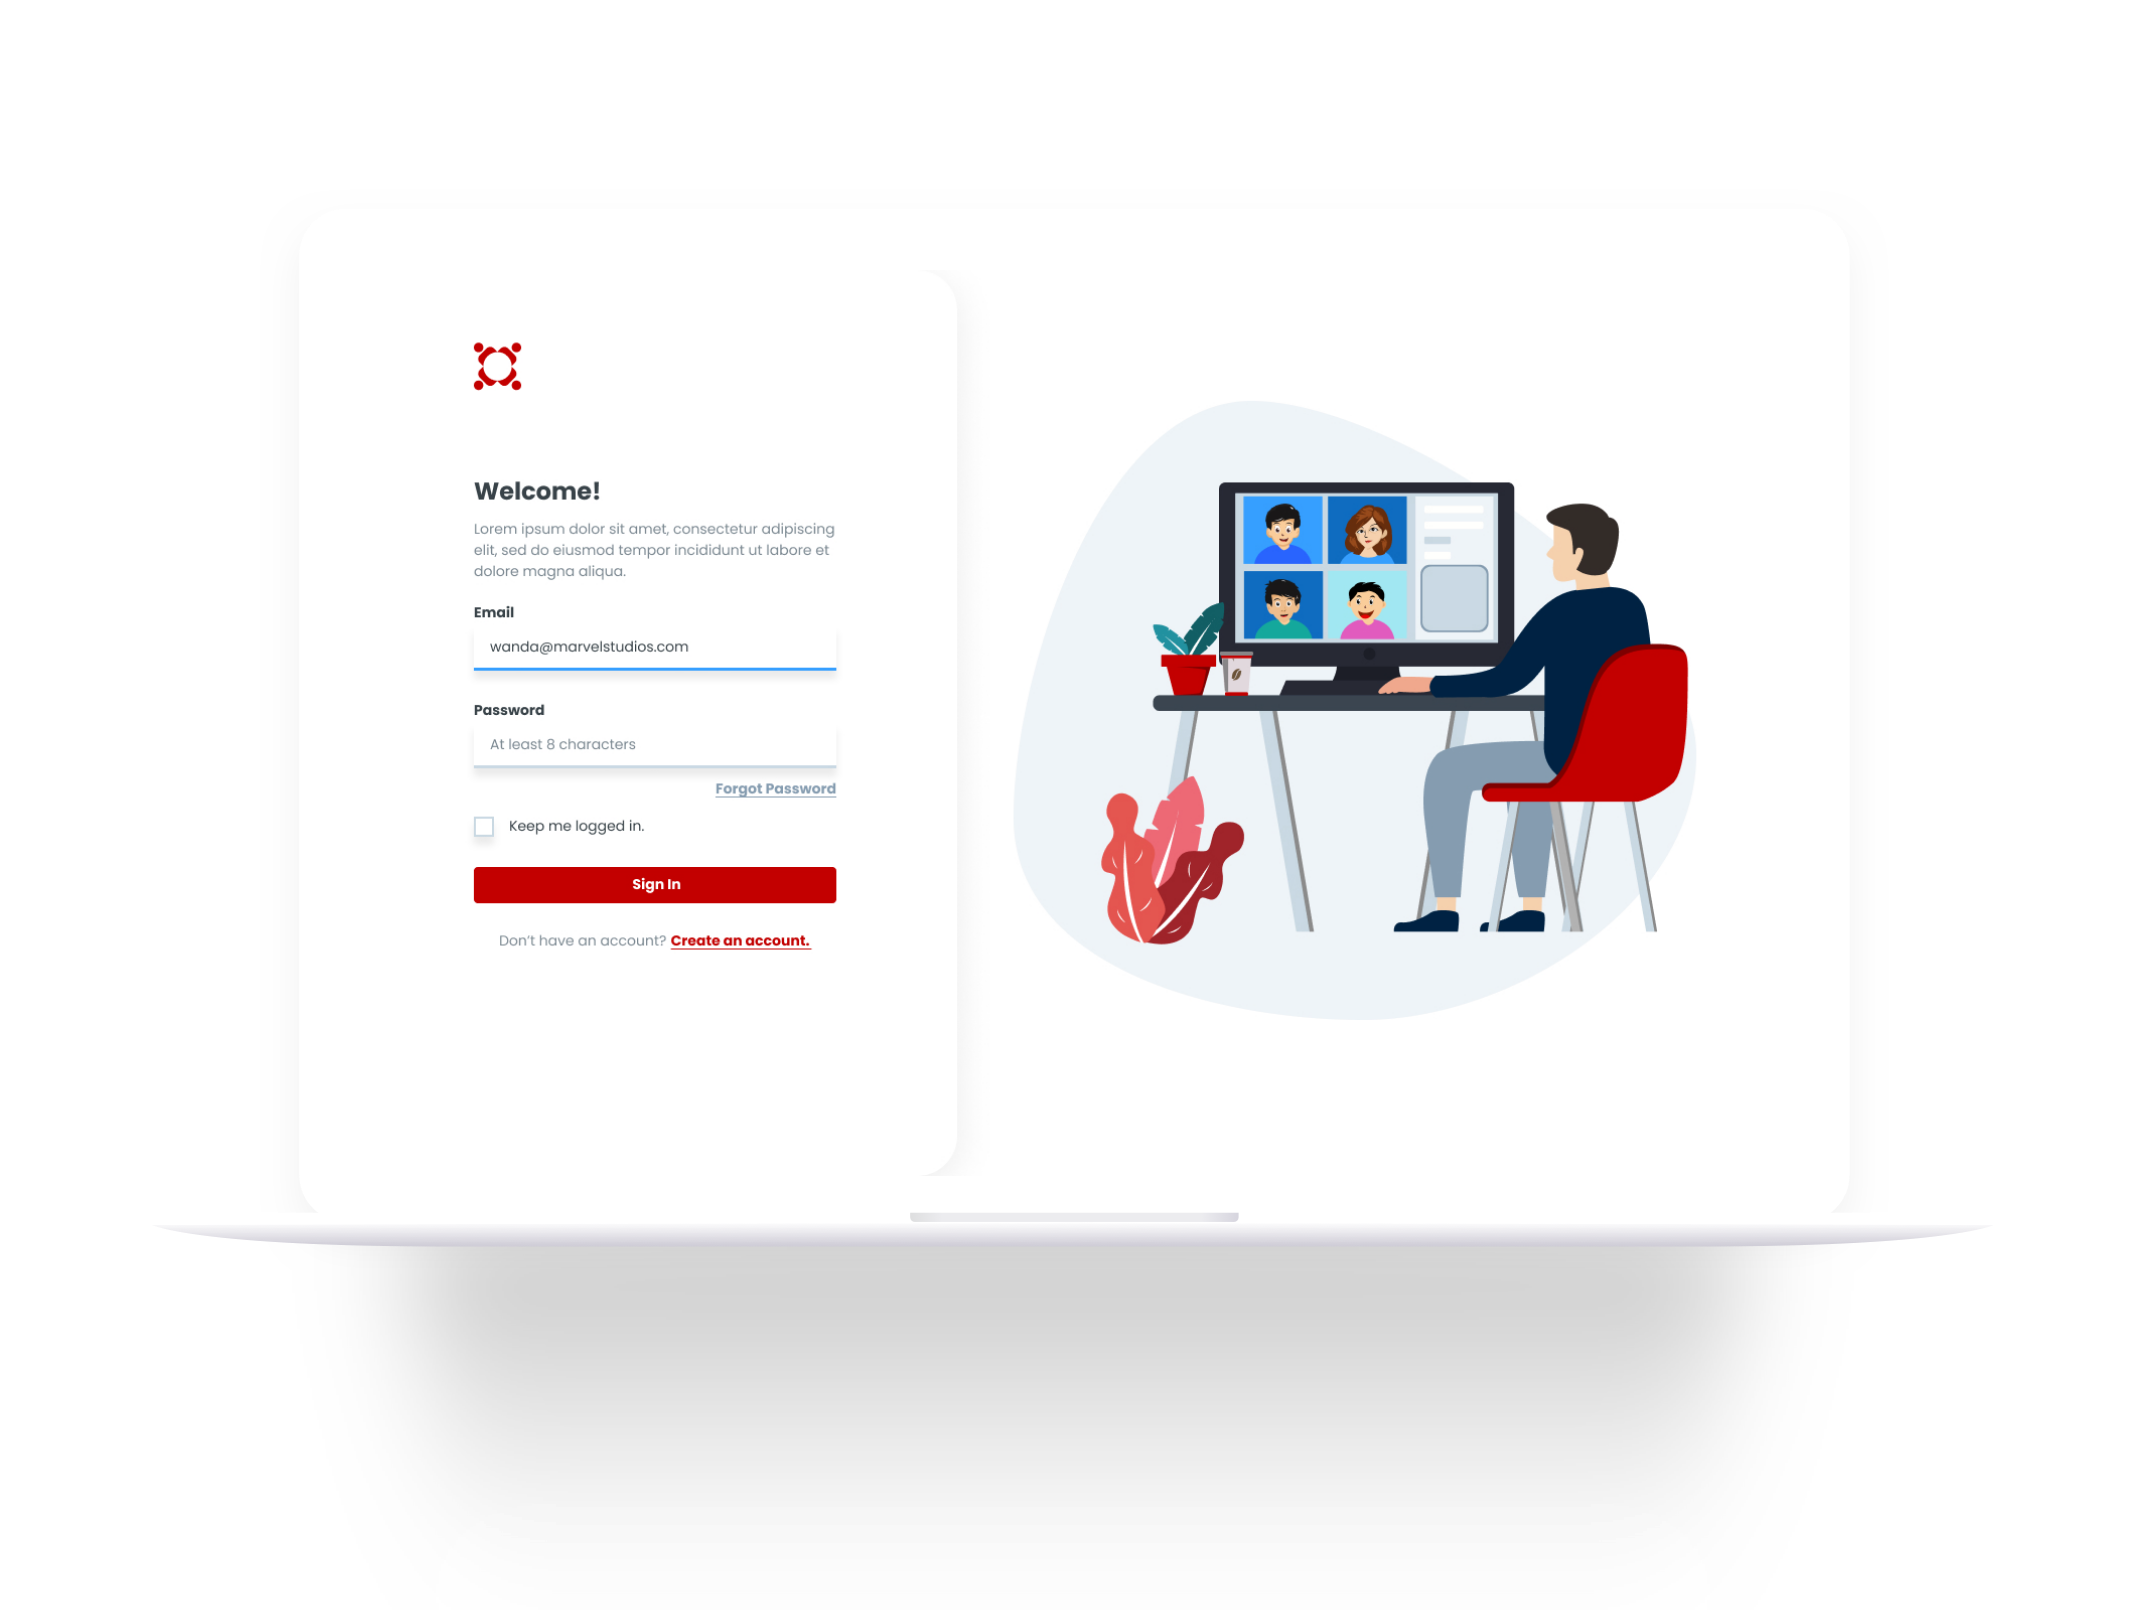 Welcome!
Lorem ipsum dolor sit amet, consectetur adipiscing
elit, sed do eiusmod tempor incididunt ut labore et
dolore magna aliqua.
Email
wanda@marvelstudios.com
Password
At least 8 characters
Forgot Password
Keep me logged in.
Sign In
Don’t have an account? Create an account.